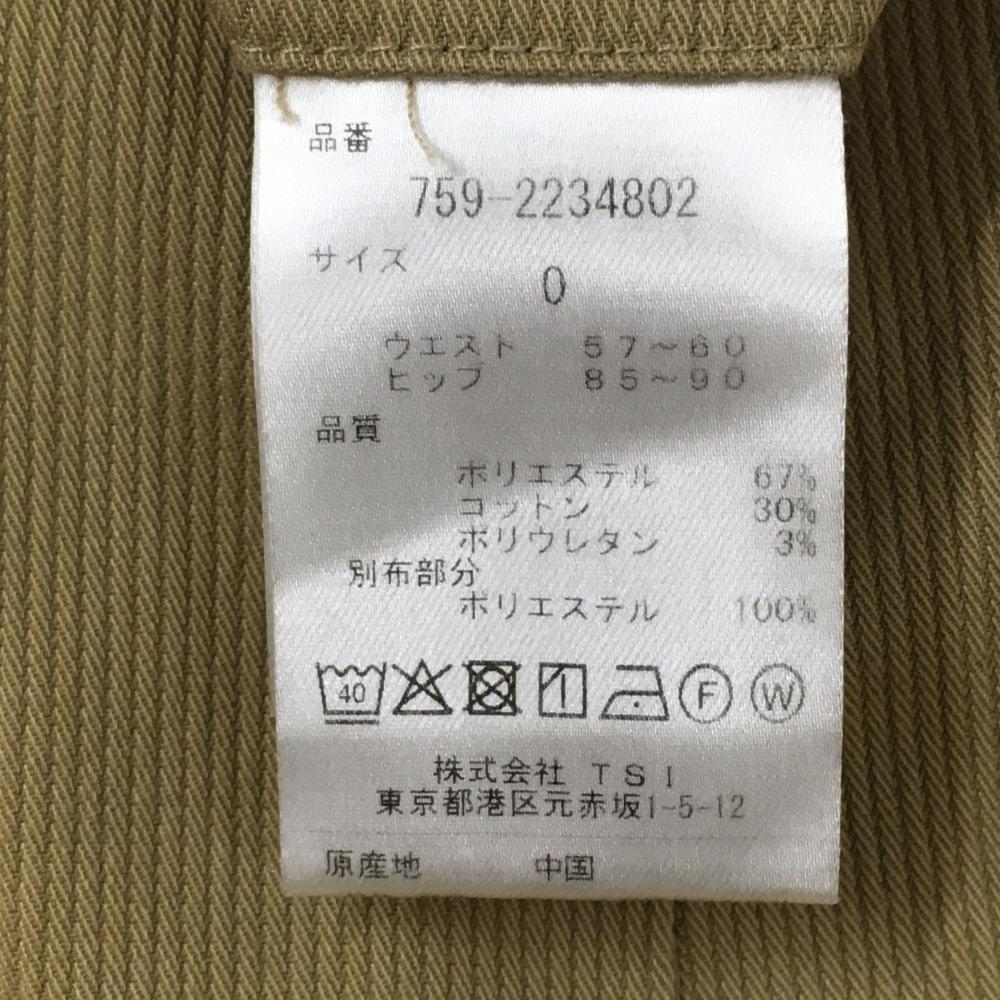 品番
759-2234802
サイズ
0
ウエスト 57~60
ヒップ 85~90
品質
ポリエステル 67%
コットン 30%
ポリウレタン 3%
別布部分
ポリエステル 100%
40 F W
株式会社 TSI
東京都港区元赤坂1-5-12
原産地 中国